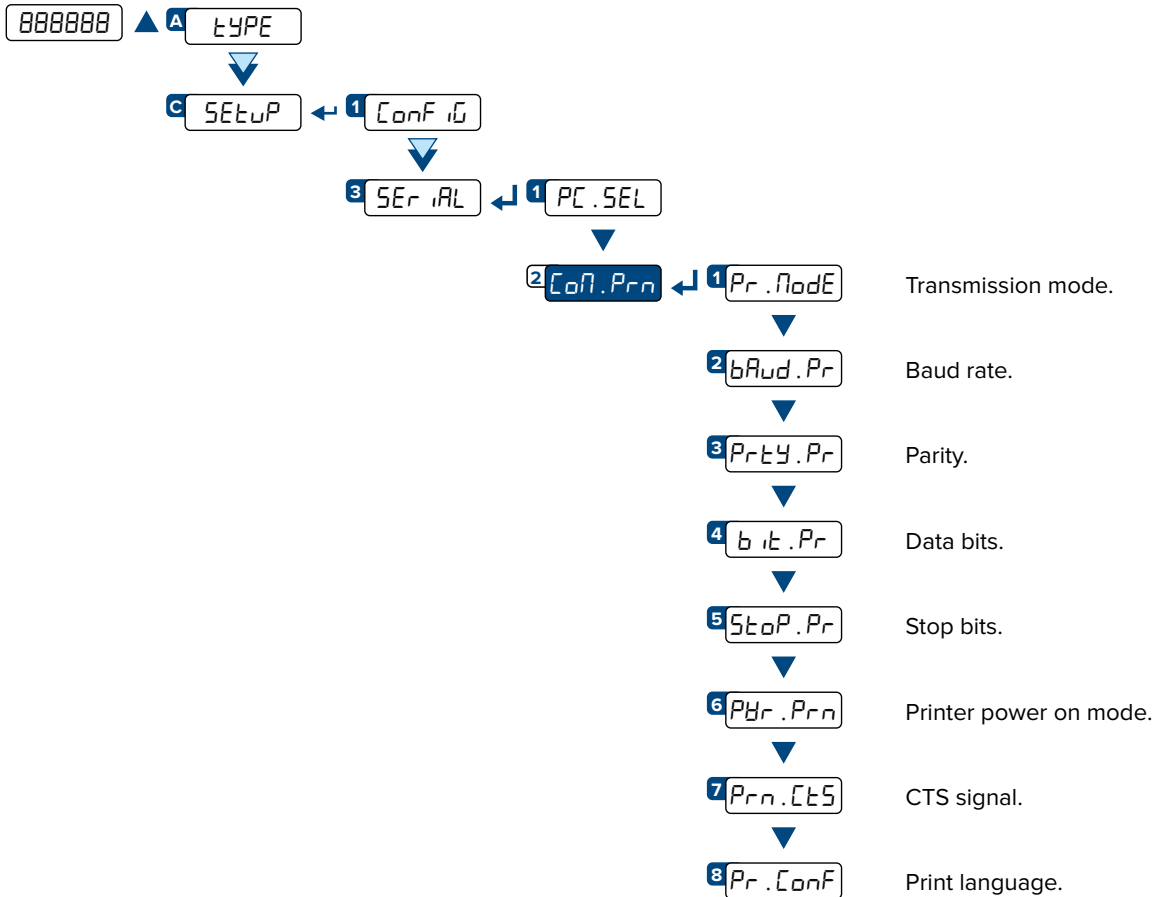 888888 A tYPE
C SEtuP 1 ConFiG
3 SEriAL 1 PC.SEL
2 CoM.Prn 1 Pr.ModE Transmission mode.
2 bAud.Pr Baud rate.
3 PrtY.Pr Parity.
4 bit.Pr Data bits.
5 StoP.Pr Stop bits.
6 PWr.Prn Printer power on mode.
7 Prn.CtS CTS signal.
8 Pr.ConF Print language.